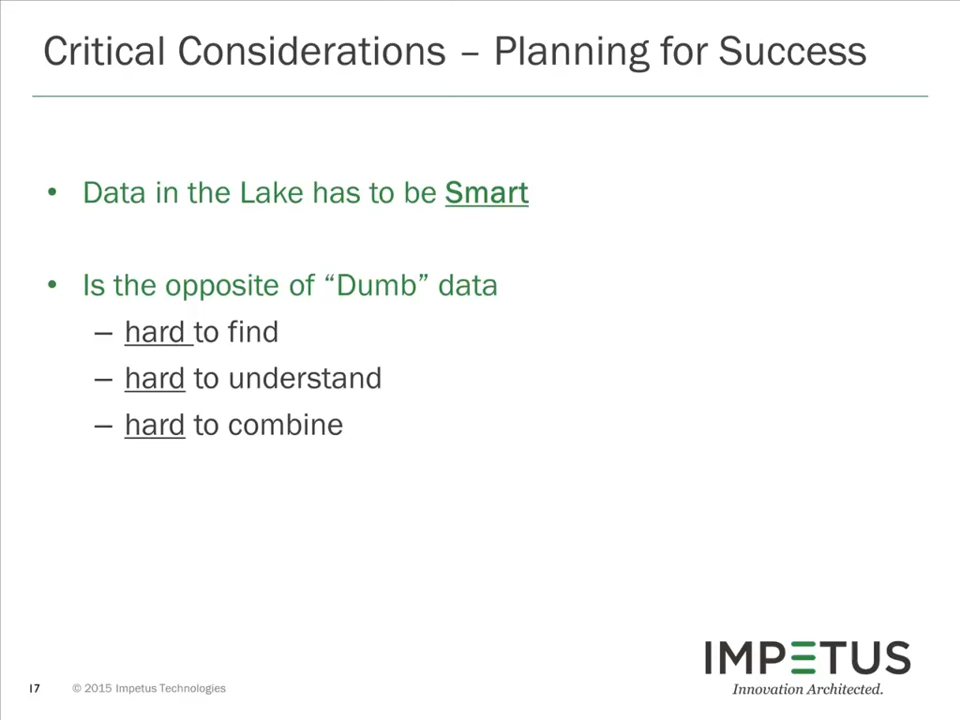 Critical Considerations – Planning for Success
• Data in the Lake has to be Smart
• Is the opposite of “Dumb” data
– hard to find
– hard to understand
– hard to combine
IMPETUS
Innovation Architected.
17 © 2015 Impetus Technologies